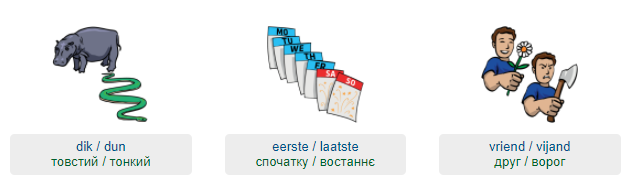 MO
TU
WE
TH
FR
SA
SO
dik / dun
товстий / тонкий
eerste / laatste
спочатку / востаннє
vriend / vijand
друг / ворог